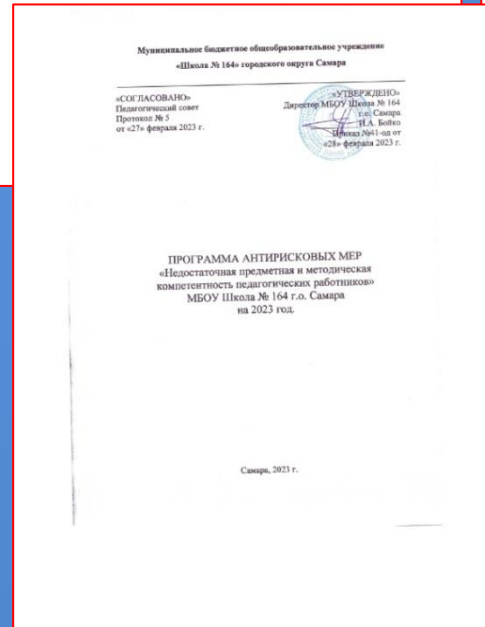 Муниципальное бюджетное общеобразовательное учреждение
«Школа № 164» городского округа Самара
«СОГЛАСОВАНО»
Педагогический совет
Протокол № 5
от «27» февраля 2023 г.
«УТВЕРЖДЕНО»
Директор МБОУ Школа № 164
г.о. Самара
И.А. Бойко
Приказ №41-од от
«28» февраля 2023 г.
ПРОГРАММА АНТИРИСКОВЫХ МЕР
«Недостаточная предметная и методическая
компетентность педагогических работников»
МБОУ Школа № 164 г.о. Самара
на 2023 год.
Самара, 2023 г.